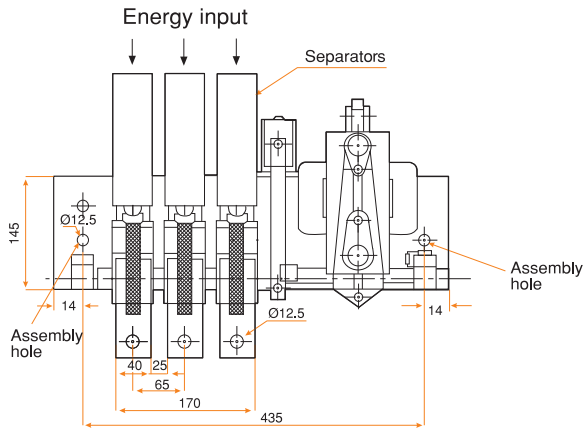 Energy input
Separators
Ø12.5
145
14
Assembly
hole
Assembly
hole
14
Ø12.5
40
25
65
170
435